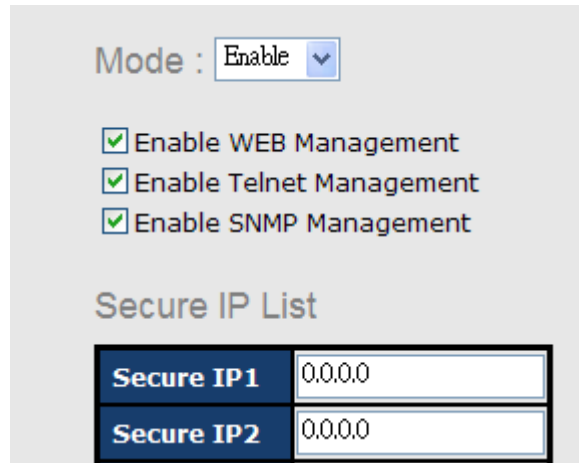 Mode : Enable
Enable WEB Management
Enable Telnet Management
Enable SNMP Management
Secure IP List
Secure IP1 0.0.0.0
Secure IP2 0.0.0.0